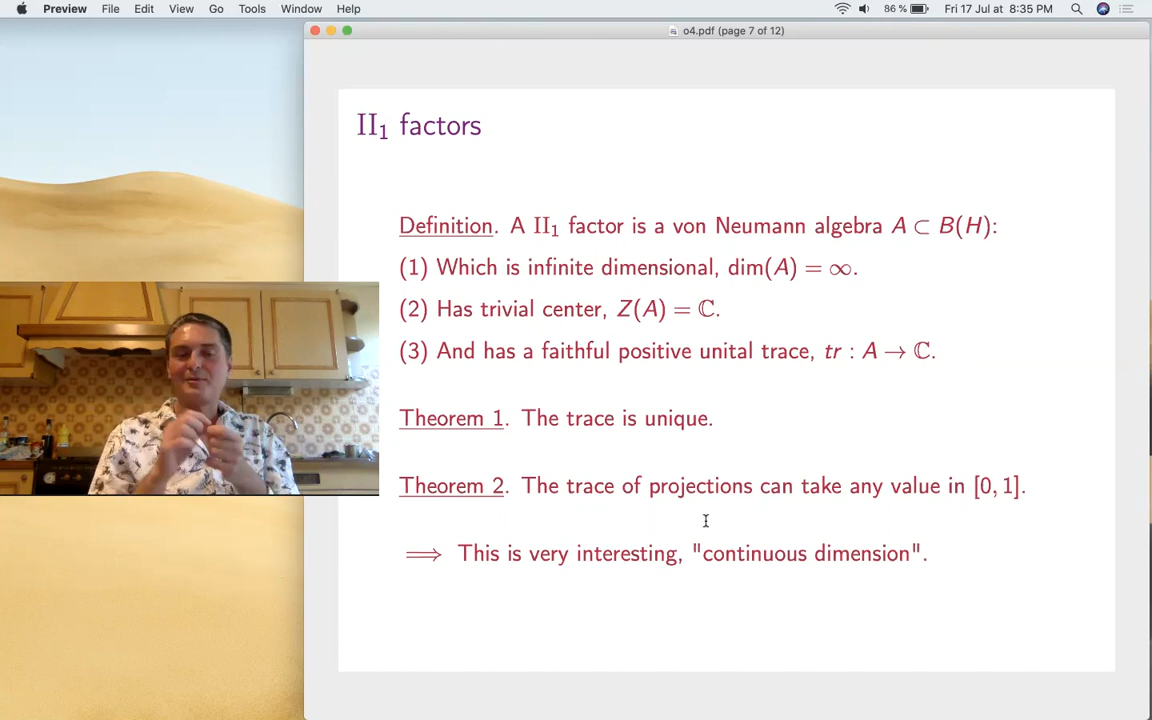 Preview File Edit View Go Tools Window Help 86 % Fri 17 Jul at 8:35 PM
o4.pdf (page 7 of 12)
II₁ factors
Definition. A II₁ factor is a von Neumann algebra A ⊂ B(H):
(1) Which is infinite dimensional, dim(A) = ∞.
(2) Has trivial center, Z(A) = ℂ.
(3) And has a faithful positive unital trace, tr : A → ℂ.
Theorem 1. The trace is unique.
Theorem 2. The trace of projections can take any value in [0, 1].
⟹ This is very interesting, "continuous dimension".